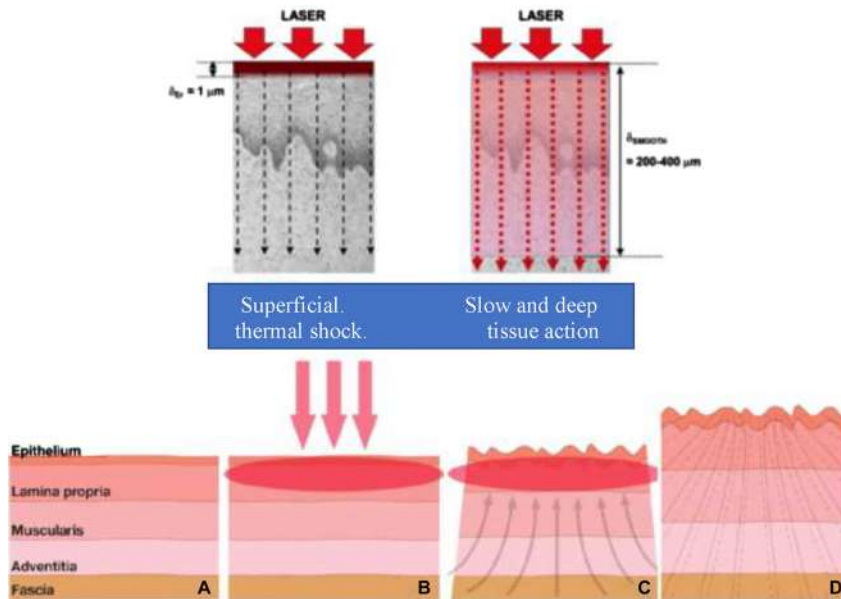 LASER
LASER
δEr ≈ 1 μm
δSMOOTH
≈ 200-400 μm
Superficial.
thermal shock.
Slow and deep
tissue action
Epithelium
Lamina propria
Muscularis
Adventitia
Fascia
A
B
C
D